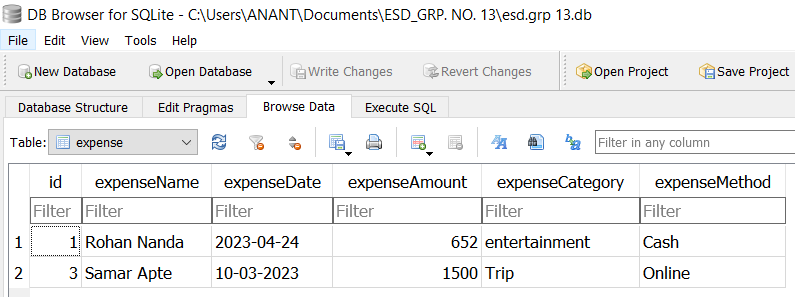 DB Browser for SQLite - C:\Users\ANANT\Documents\ESD_GRP. NO. 13\esd.grp 13.db
File Edit View Tools Help
New Database Open Database Write Changes Revert Changes Open Project Save Project
Database Structure Edit Pragmas Browse Data Execute SQL
Table: expense Filter in any column
id expenseName expenseDate expenseAmount expenseCategory expenseMethod
Filter Filter Filter Filter Filter Filter
1 1 Rohan Nanda 2023-04-24 652 entertainment Cash
2 3 Samar Apte 10-03-2023 1500 Trip Online